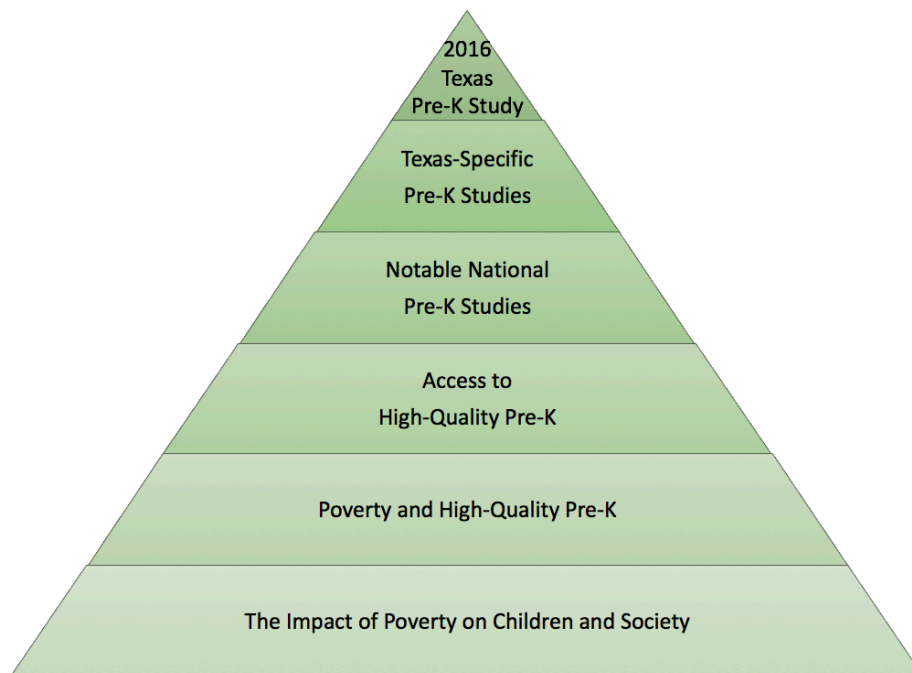 2016
Texas
Pre-K Study
Texas-Specific
Pre-K Studies
Notable National
Pre-K Studies
Access to
High-Quality Pre-K
Poverty and High-Quality Pre-K
The Impact of Poverty on Children and Society